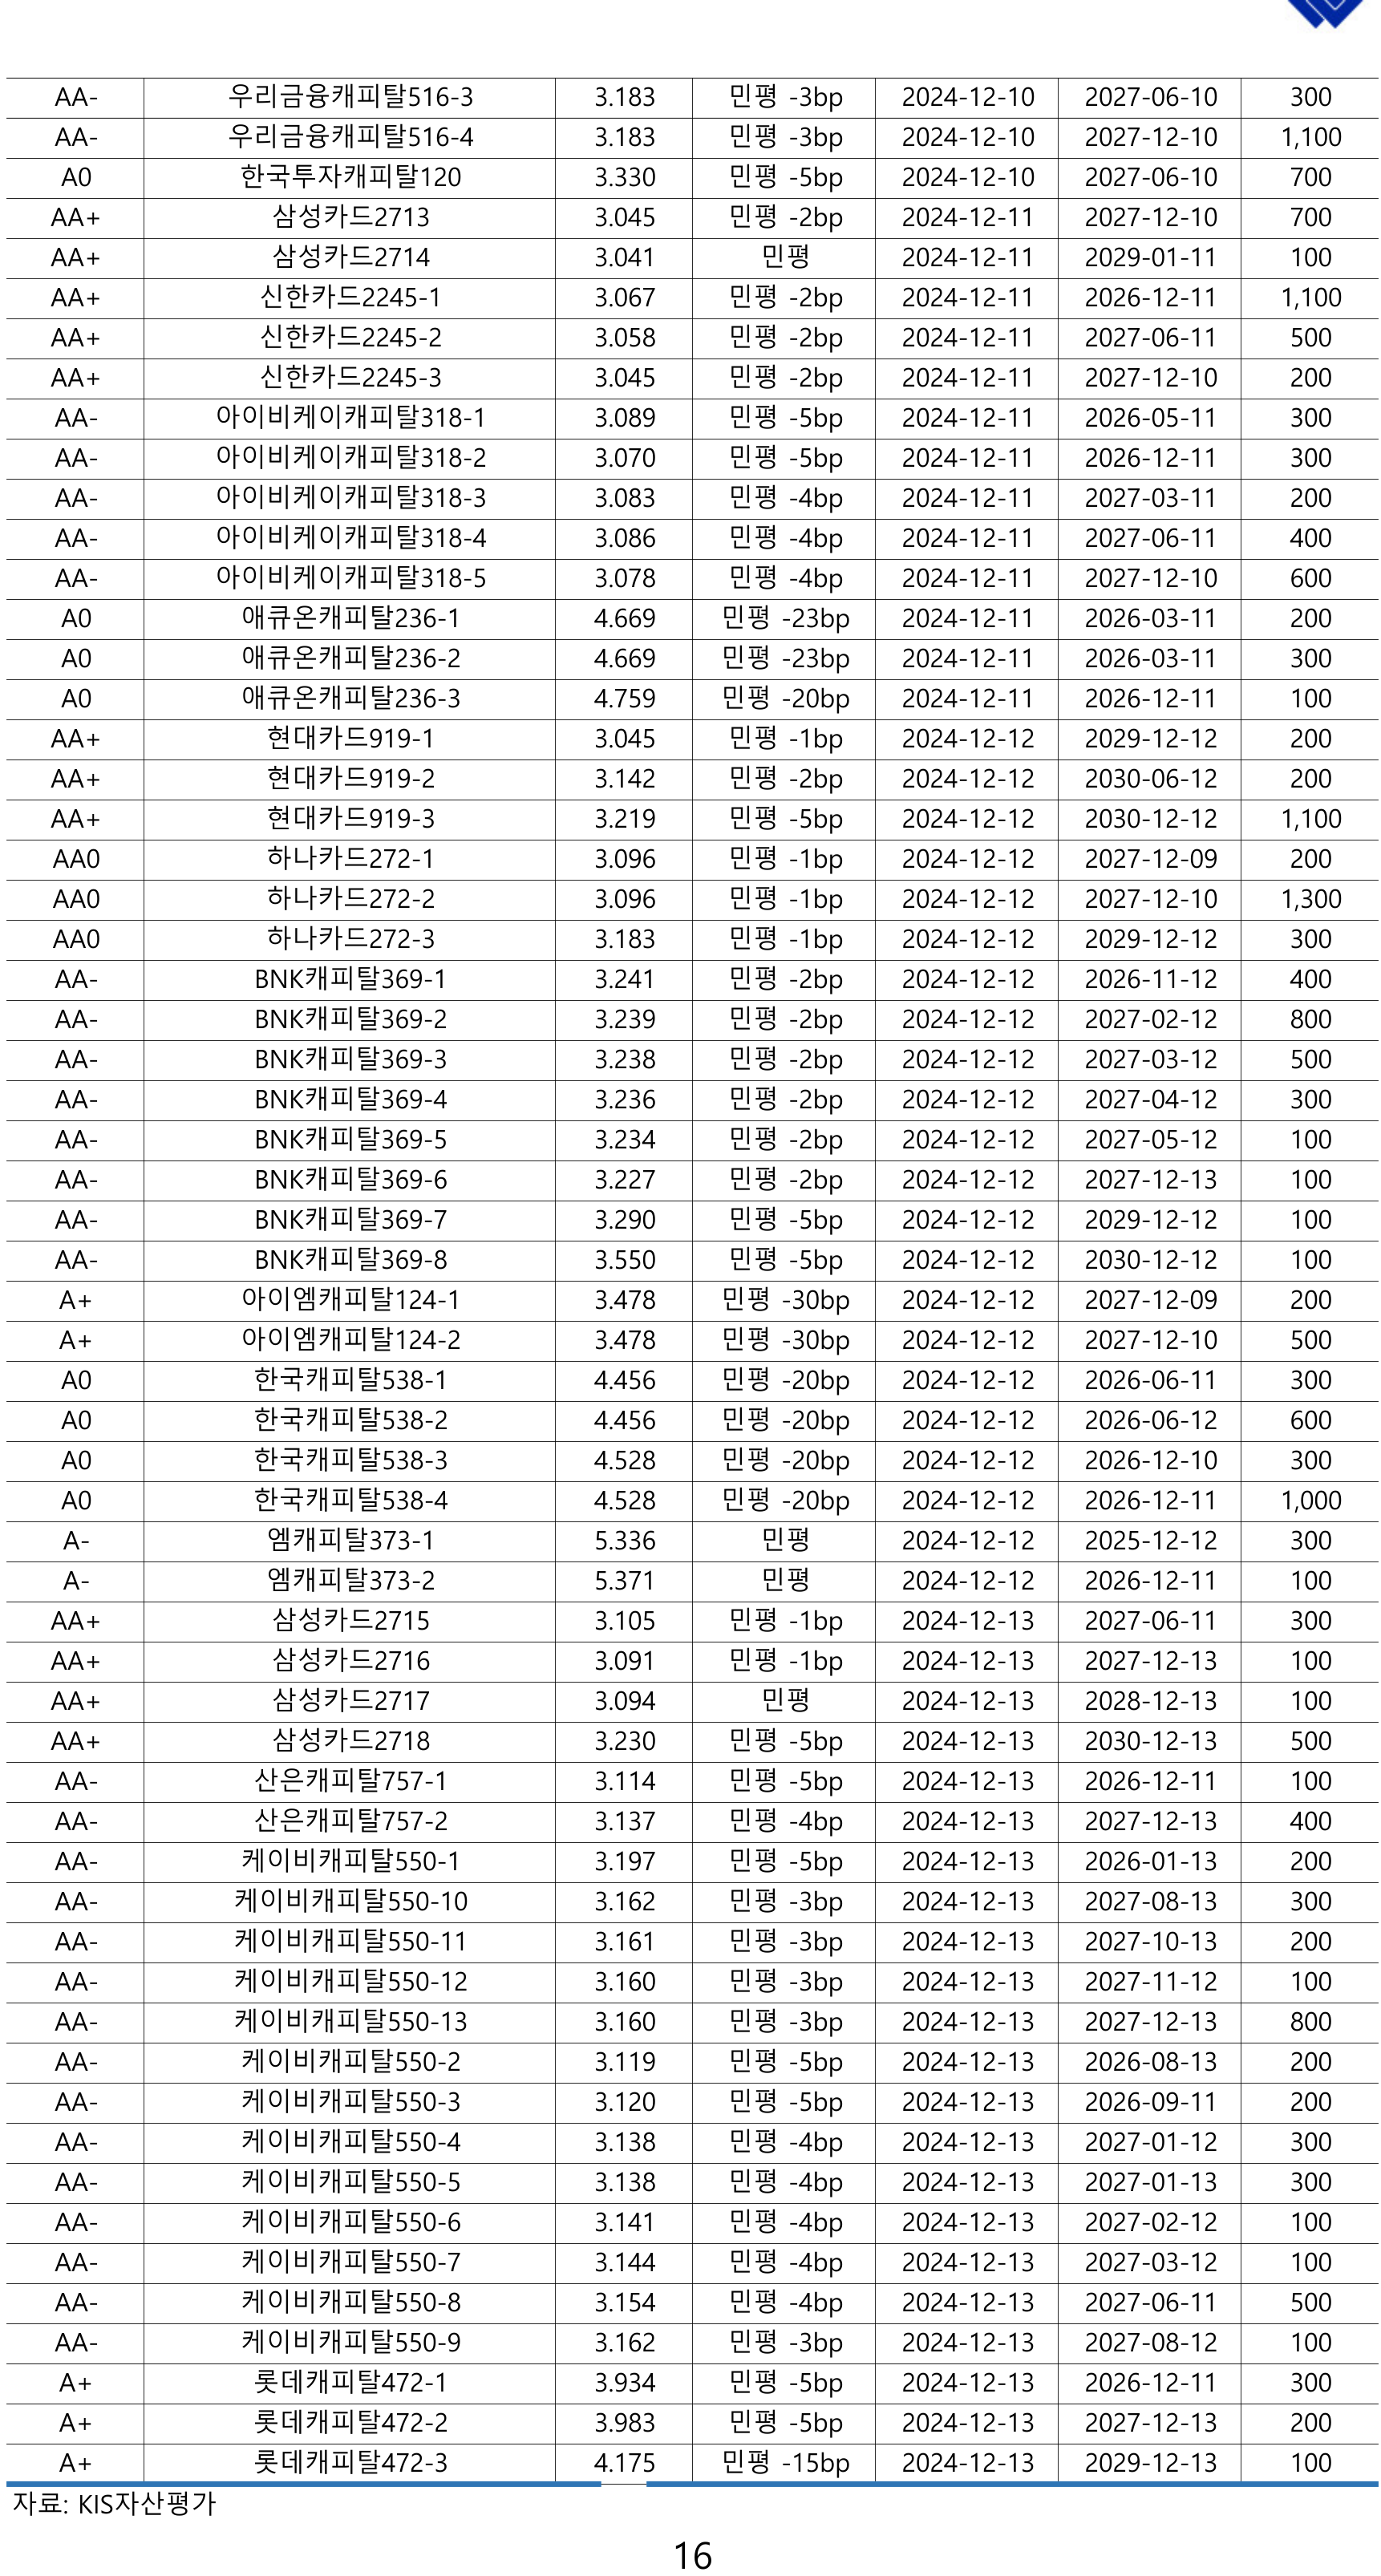 AA- 우리금융캐피탈516-3 3.183 민평 -3bp 2024-12-10 2027-06-10 300
AA- 우리금융캐피탈516-4 3.183 민평 -3bp 2024-12-10 2027-12-10 1,100
A0 한국투자캐피탈120 3.330 민평 -5bp 2024-12-10 2027-06-10 700
AA+ 삼성카드2713 3.045 민평 -2bp 2024-12-11 2027-12-10 700
AA+ 삼성카드2714 3.041 민평 2024-12-11 2029-01-11 100
AA+ 신한카드2245-1 3.067 민평 -2bp 2024-12-11 2026-12-11 1,100
AA+ 신한카드2245-2 3.058 민평 -2bp 2024-12-11 2027-06-11 500
AA+ 신한카드2245-3 3.045 민평 -2bp 2024-12-11 2027-12-10 200
AA- 아이비케이캐피탈318-1 3.089 민평 -5bp 2024-12-11 2026-05-11 300
AA- 아이비케이캐피탈318-2 3.070 민평 -5bp 2024-12-11 2026-12-11 300
AA- 아이비케이캐피탈318-3 3.083 민평 -4bp 2024-12-11 2027-03-11 200
AA- 아이비케이캐피탈318-4 3.086 민평 -4bp 2024-12-11 2027-06-11 400
AA- 아이비케이캐피탈318-5 3.078 민평 -4bp 2024-12-11 2027-12-10 600
A0 애큐온캐피탈236-1 4.669 민평 -23bp 2024-12-11 2026-03-11 200
A0 애큐온캐피탈236-2 4.669 민평 -23bp 2024-12-11 2026-03-11 300
A0 애큐온캐피탈236-3 4.759 민평 -20bp 2024-12-11 2026-12-11 100
AA+ 현대카드919-1 3.045 민평 -1bp 2024-12-12 2029-12-12 200
AA+ 현대카드919-2 3.142 민평 -2bp 2024-12-12 2030-06-12 200
AA+ 현대카드919-3 3.219 민평 -5bp 2024-12-12 2030-12-12 1,100
AA0 하나카드272-1 3.096 민평 -1bp 2024-12-12 2027-12-09 200
AA0 하나카드272-2 3.096 민평 -1bp 2024-12-12 2027-12-10 1,300
AA0 하나카드272-3 3.183 민평 -1bp 2024-12-12 2029-12-12 300
AA- BNK캐피탈369-1 3.241 민평 -2bp 2024-12-12 2026-11-12 400
AA- BNK캐피탈369-2 3.239 민평 -2bp 2024-12-12 2027-02-12 800
AA- BNK캐피탈369-3 3.238 민평 -2bp 2024-12-12 2027-03-12 500
AA- BNK캐피탈369-4 3.236 민평 -2bp 2024-12-12 2027-04-12 300
AA- BNK캐피탈369-5 3.234 민평 -2bp 2024-12-12 2027-05-12 100
AA- BNK캐피탈369-6 3.227 민평 -2bp 2024-12-12 2027-12-13 100
AA- BNK캐피탈369-7 3.290 민평 -5bp 2024-12-12 2029-12-12 100
AA- BNK캐피탈369-8 3.550 민평 -5bp 2024-12-12 2030-12-12 100
A+ 아이엠캐피탈124-1 3.478 민평 -30bp 2024-12-12 2027-12-09 200
A+ 아이엠캐피탈124-2 3.478 민평 -30bp 2024-12-12 2027-12-10 500
A0 한국캐피탈538-1 4.456 민평 -20bp 2024-12-12 2026-06-11 300
A0 한국캐피탈538-2 4.456 민평 -20bp 2024-12-12 2026-06-12 600
A0 한국캐피탈538-3 4.528 민평 -20bp 2024-12-12 2026-12-10 300
A0 한국캐피탈538-4 4.528 민평 -20bp 2024-12-12 2026-12-11 1,000
A- 엠캐피탈373-1 5.336 민평 2024-12-12 2025-12-12 300
A- 엠캐피탈373-2 5.371 민평 2024-12-12 2026-12-11 100
AA+ 삼성카드2715 3.105 민평 -1bp 2024-12-13 2027-06-11 300
AA+ 삼성카드2716 3.091 민평 -1bp 2024-12-13 2027-12-13 100
AA+ 삼성카드2717 3.094 민평 2024-12-13 2028-12-13 100
AA+ 삼성카드2718 3.230 민평 -5bp 2024-12-13 2030-12-13 500
AA- 산은캐피탈757-1 3.114 민평 -5bp 2024-12-13 2026-12-11 100
AA- 산은캐피탈757-2 3.137 민평 -4bp 2024-12-13 2027-12-13 400
AA- 케이비캐피탈550-1 3.197 민평 -5bp 2024-12-13 2026-01-13 200
AA- 케이비캐피탈550-10 3.162 민평 -3bp 2024-12-13 2027-08-13 300
AA- 케이비캐피탈550-11 3.161 민평 -3bp 2024-12-13 2027-10-13 200
AA- 케이비캐피탈550-12 3.160 민평 -3bp 2024-12-13 2027-11-12 100
AA- 케이비캐피탈550-13 3.160 민평 -3bp 2024-12-13 2027-12-13 800
AA- 케이비캐피탈550-2 3.119 민평 -5bp 2024-12-13 2026-08-13 200
AA- 케이비캐피탈550-3 3.120 민평 -5bp 2024-12-13 2026-09-11 200
AA- 케이비캐피탈550-4 3.138 민평 -4bp 2024-12-13 2027-01-12 300
AA- 케이비캐피탈550-5 3.138 민평 -4bp 2024-12-13 2027-01-13 300
AA- 케이비캐피탈550-6 3.141 민평 -4bp 2024-12-13 2027-02-12 100
AA- 케이비캐피탈550-7 3.144 민평 -4bp 2024-12-13 2027-03-12 100
AA- 케이비캐피탈550-8 3.154 민평 -4bp 2024-12-13 2027-06-11 500
AA- 케이비캐피탈550-9 3.162 민평 -3bp 2024-12-13 2027-08-12 100
A+ 롯데캐피탈472-1 3.934 민평 -5bp 2024-12-13 2026-12-11 300
A+ 롯데캐피탈472-2 3.983 민평 -5bp 2024-12-13 2027-12-13 200
A+ 롯데캐피탈472-3 4.175 민평 -15bp 2024-12-13 2029-12-13 100
자료: KIS자산평가
16